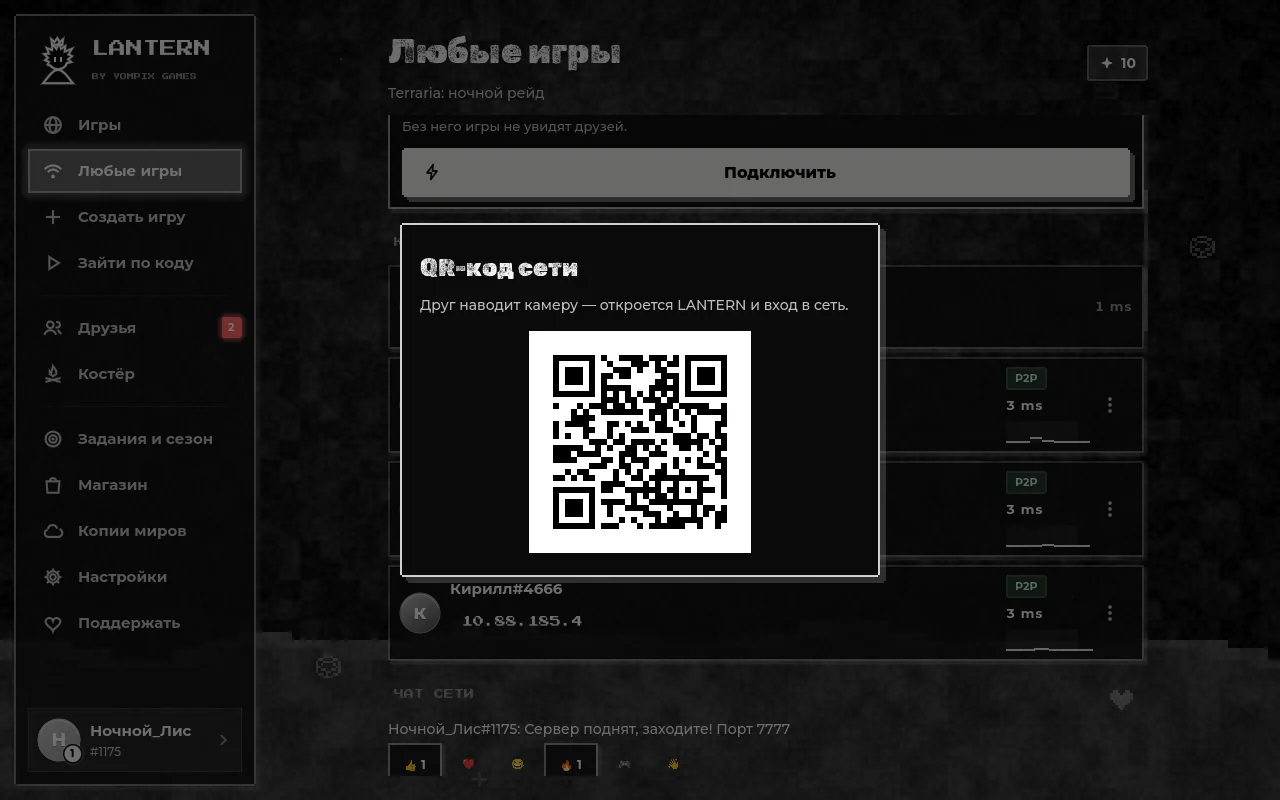 LANTERN
BY VOMPIX GAMES
Игры
Любые игры
Создать игру
Зайти по коду
Друзья
2
Костёр
Задания и сезон
Магазин
Копии миров
Настройки
Поддержать
Н
1
Ночной_Лис
#1175
Любые игры
Terraria: ночной рейд
10
Без него игры не увидят друзей.
Подключить
QR-код сети
Друг наводит камеру — откроется LANTERN и вход в сеть.
1 ms
P2P
3 ms
P2P
3 ms
К
Кирилл#4666
10.88.185.4
P2P
3 ms
ЧАТ СЕТИ
Ночной_Лис#1175: Сервер поднят, заходите! Порт 7777
👍 1 ❤️ 😂 🔥 1 🎮 👋